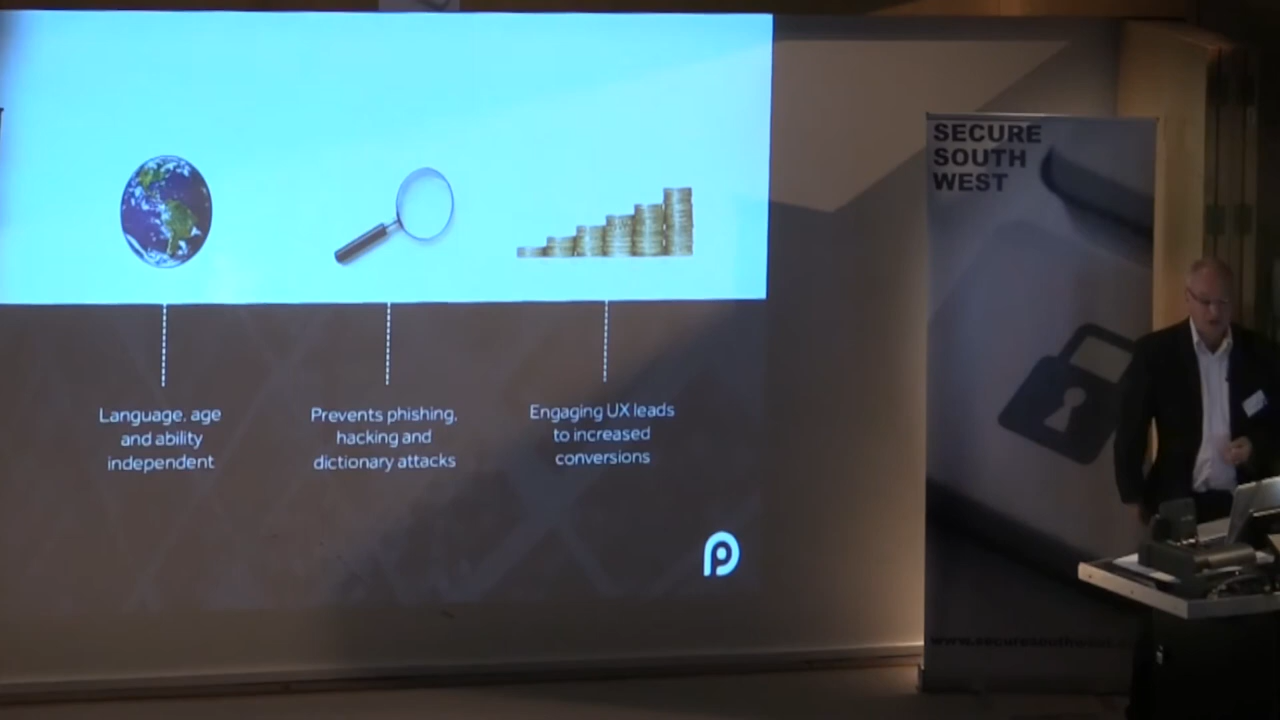 Language, age
and ability
independent
Prevents phishing,
hacking and
dictionary attacks
Engaging UX leads
to increased
conversions
SECURE
SOUTH
WEST